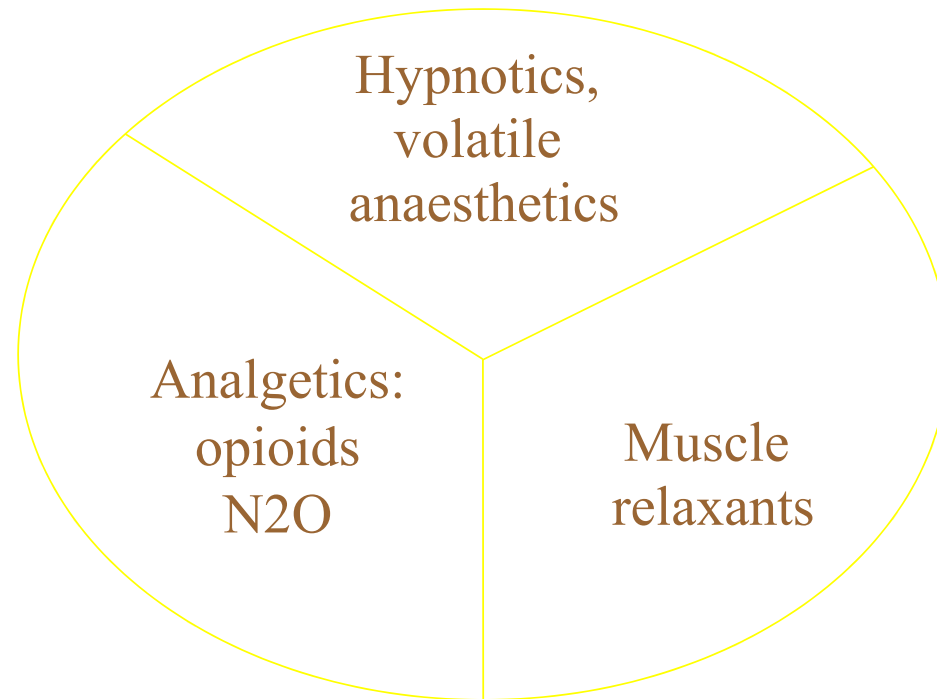 Hypnotics,
volatile
anaesthetics
Analgetics:
opioids
N2O
Muscle
relaxants